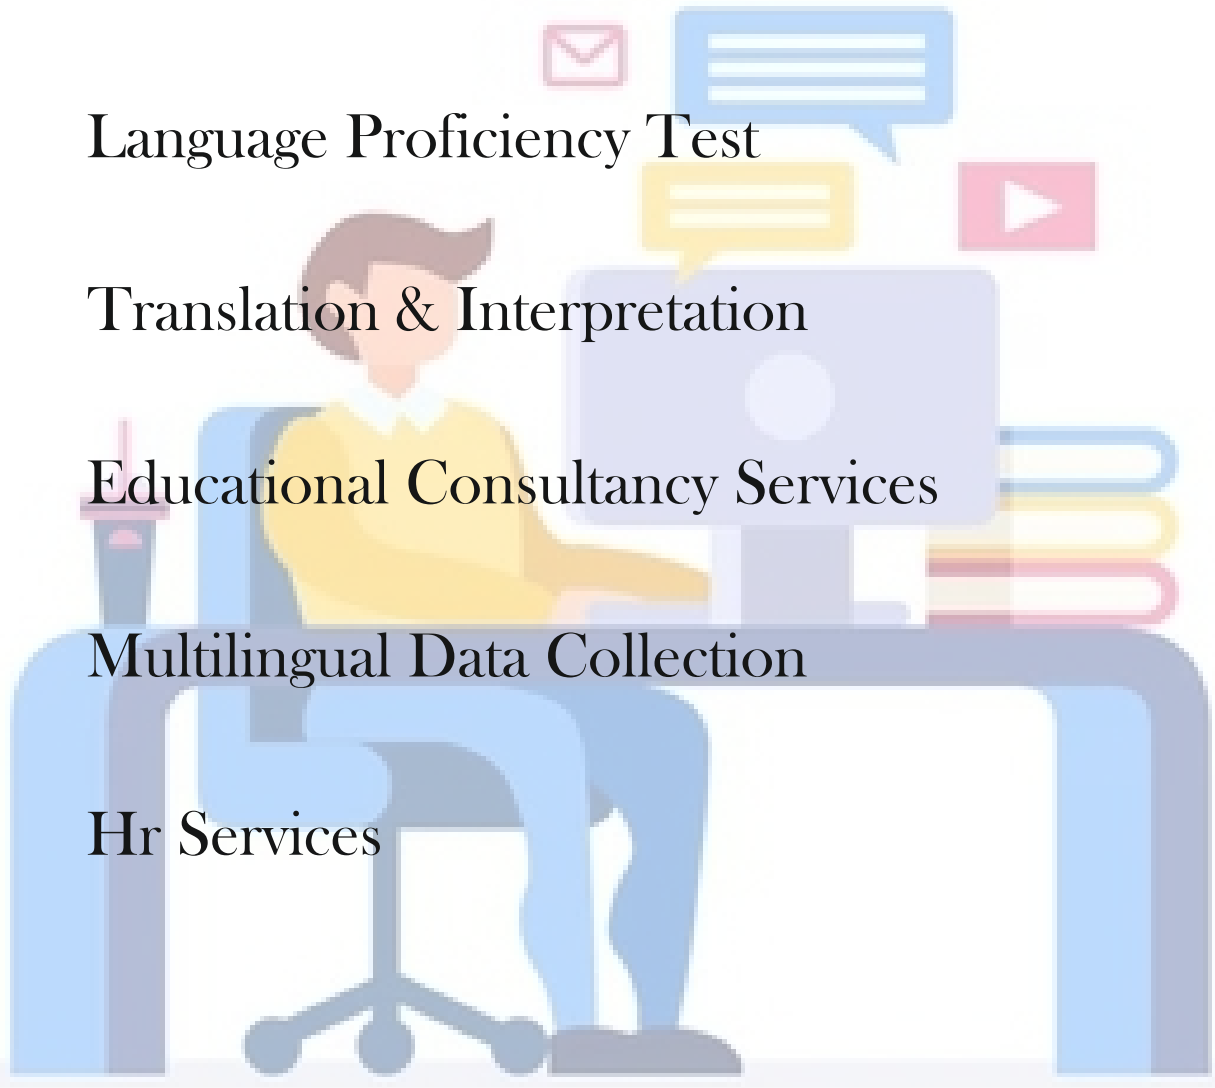 Language Proficiency Test
Translation & Interpretation
Educational Consultancy Services
Multilingual Data Collection
Hr Services